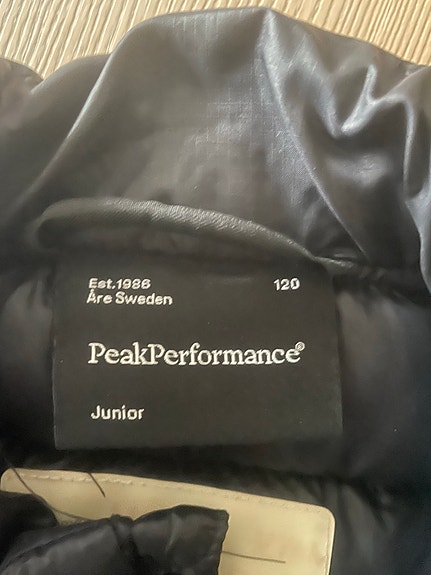 Est.1986 120
Åre Sweden
PeakPerformance®
Junior